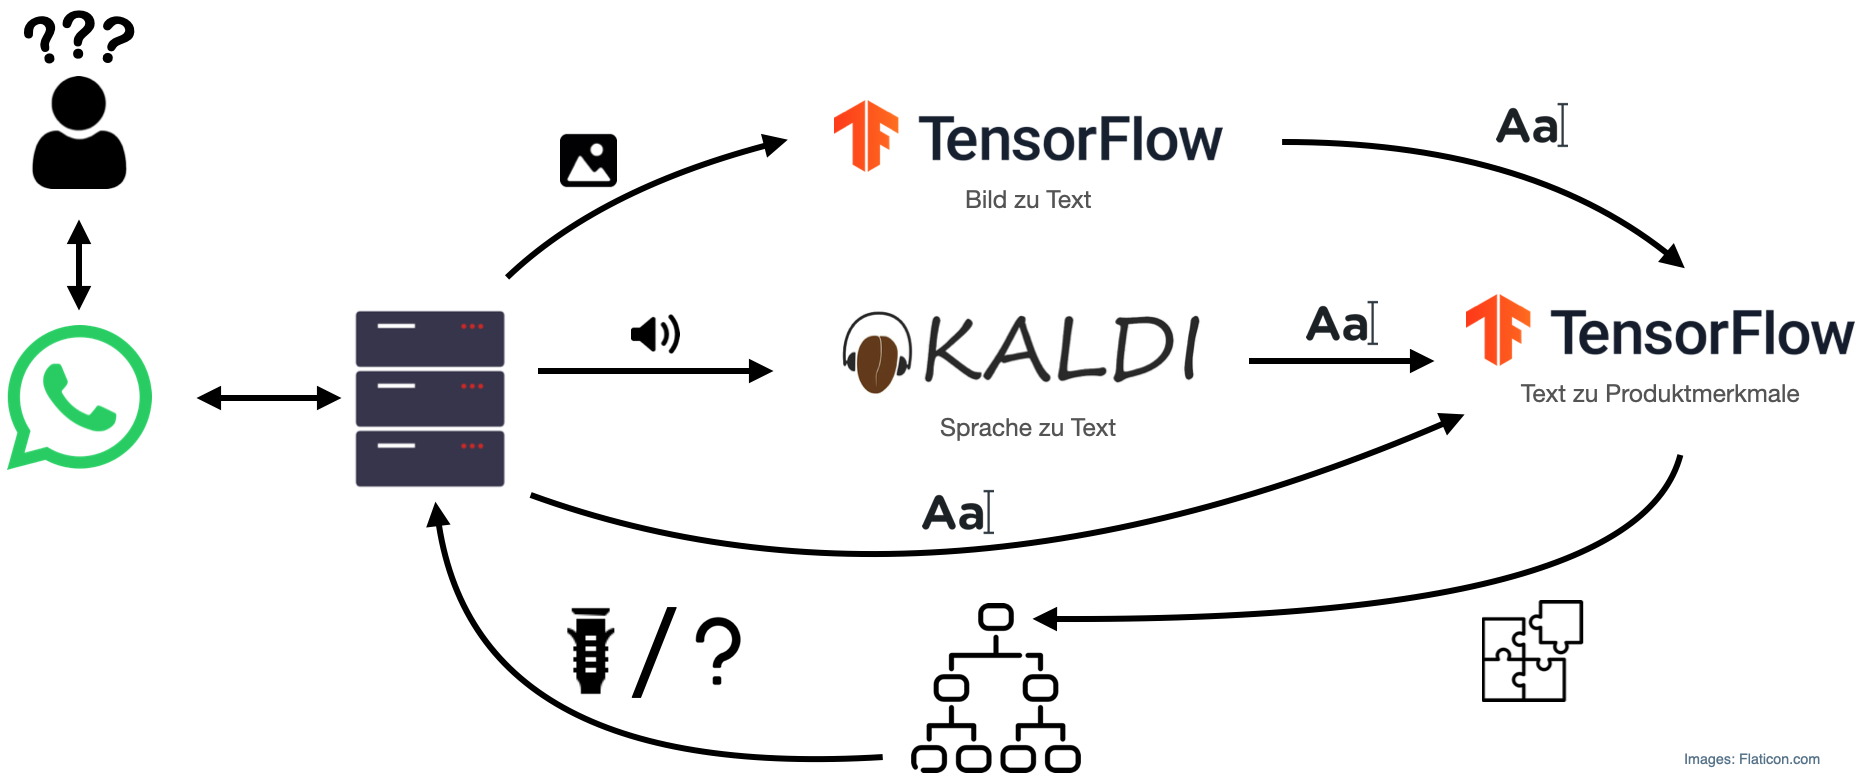 ???
TensorFlow
Bild zu Text
Aa
KALDI
Sprache zu Text
Aa
TensorFlow
Text zu Produktmerkmale
Aa
/ ?
Images: Flaticon.com